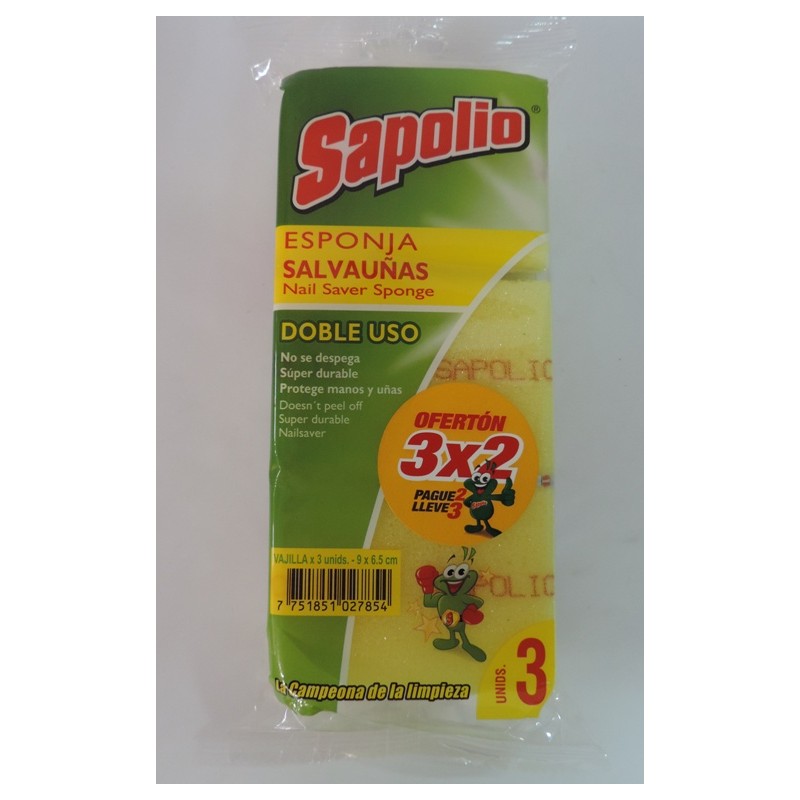 Sapolio®
ESPONJA
SALVAUÑAS
Nail Saver Sponge
DOBLE USO
No se despega
Súper durable
Protege manos y uñas
Doesn´t peel off
Super durable
Nailsaver
SAPOLIO
OFERTÓN
3x2
PAGUE 2
LLEVE 3
VAJILLA x 3 unids. - 9 x 6.5 cm
7 751851 027854
POLIO
La Campeona de la limpieza
UNIDS. 3